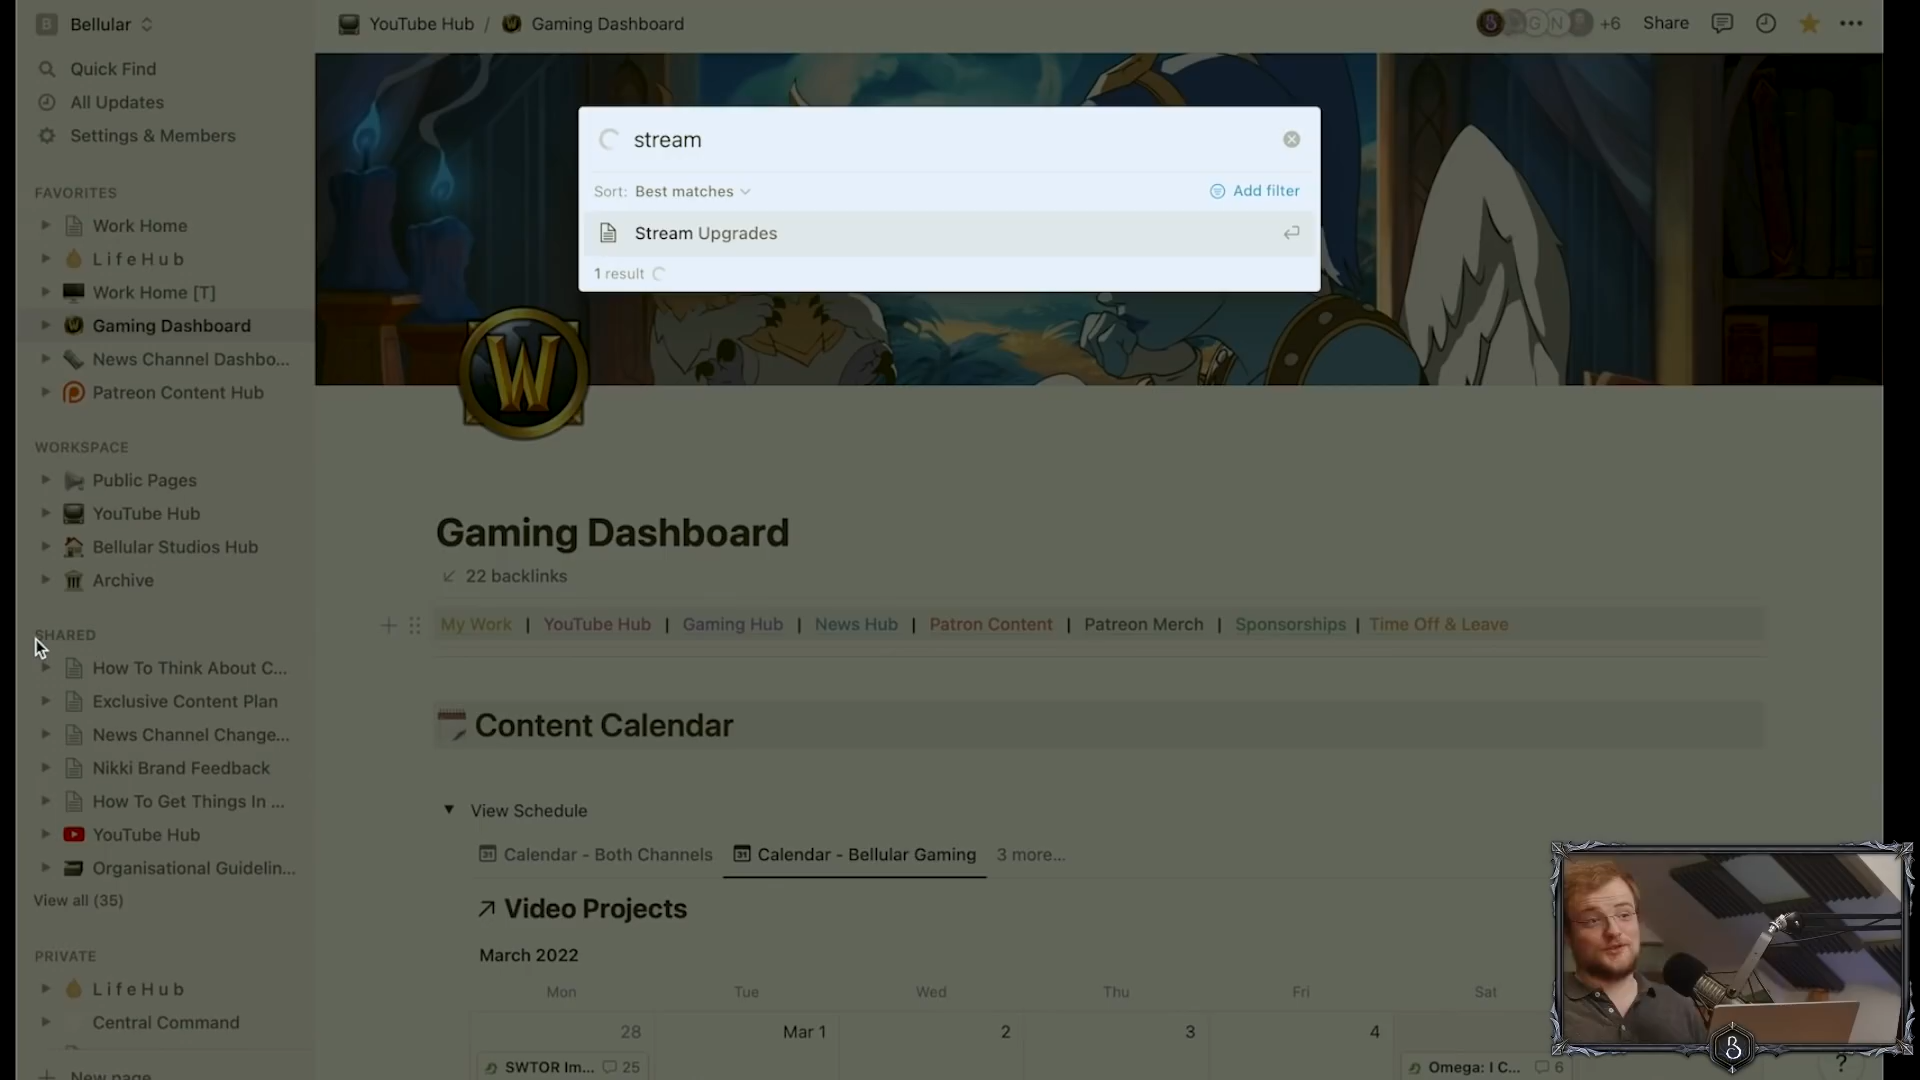 B Bellular
YouTube Hub / Gaming Dashboard
G N +6 Share
Quick Find
All Updates
Settings & Members
stream
Sort: Best matches
Add filter
Stream Upgrades
1 result
FAVORITES
Work Home
L i f e H u b
Work Home [T]
Gaming Dashboard
News Channel Dashbo...
Patreon Content Hub
W
WORKSPACE
Public Pages
YouTube Hub
Bellular Studios Hub
Archive
SHARED
How To Think About C...
Exclusive Content Plan
News Channel Change...
Nikki Brand Feedback
How To Get Things In ...
YouTube Hub
Organisational Guidelin...
View all (35)
PRIVATE
L i f e H u b
Central Command
New page
Gaming Dashboard
22 backlinks
My Work | YouTube Hub | Gaming Hub | News Hub | Patron Content | Patreon Merch | Sponsorships | Time Off & Leave
Content Calendar
View Schedule
31 Calendar - Both Channels 31 Calendar - Bellular Gaming 3 more...
Video Projects
March 2022
Mon Tue Wed Thu Fri Sat
28 Mar 1 2 3 4
SWTOR Im... 25
Omega: I C... 6
B
?